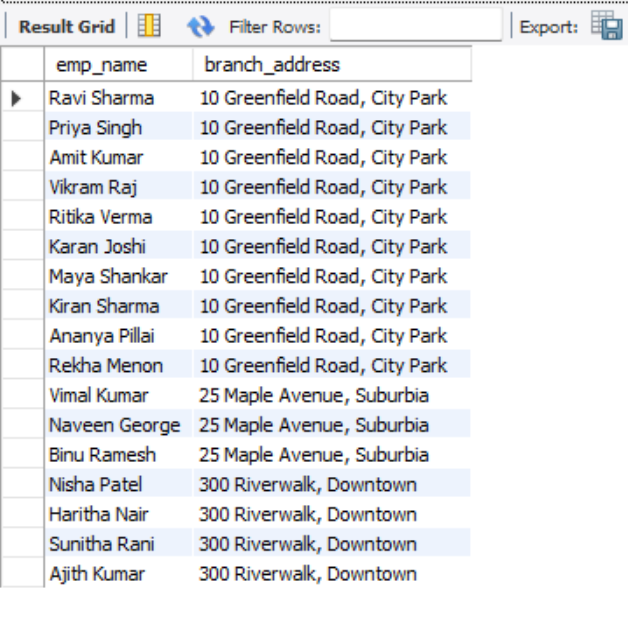 Result Grid Filter Rows: Export:
emp_name branch_address
Ravi Sharma 10 Greenfield Road, City Park
Priya Singh 10 Greenfield Road, City Park
Amit Kumar 10 Greenfield Road, City Park
Vikram Raj 10 Greenfield Road, City Park
Ritika Verma 10 Greenfield Road, City Park
Karan Joshi 10 Greenfield Road, City Park
Maya Shankar 10 Greenfield Road, City Park
Kiran Sharma 10 Greenfield Road, City Park
Ananya Pillai 10 Greenfield Road, City Park
Rekha Menon 10 Greenfield Road, City Park
Vimal Kumar 25 Maple Avenue, Suburbia
Naveen George 25 Maple Avenue, Suburbia
Binu Ramesh 25 Maple Avenue, Suburbia
Nisha Patel 300 Riverwalk, Downtown
Haritha Nair 300 Riverwalk, Downtown
Sunitha Rani 300 Riverwalk, Downtown
Ajith Kumar 300 Riverwalk, Downtown